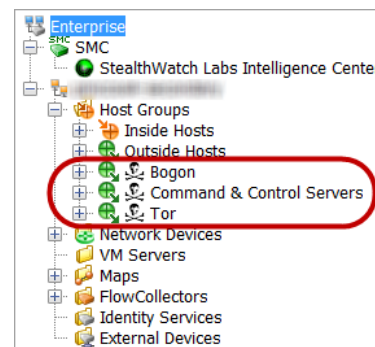 Enterprise
SMC
SMC
StealthWatch Labs Intelligence Cente
Host Groups
Inside Hosts
Outside Hosts
Bogon
Command & Control Servers
Tor
Network Devices
VM Servers
Maps
FlowCollectors
Identity Services
External Devices